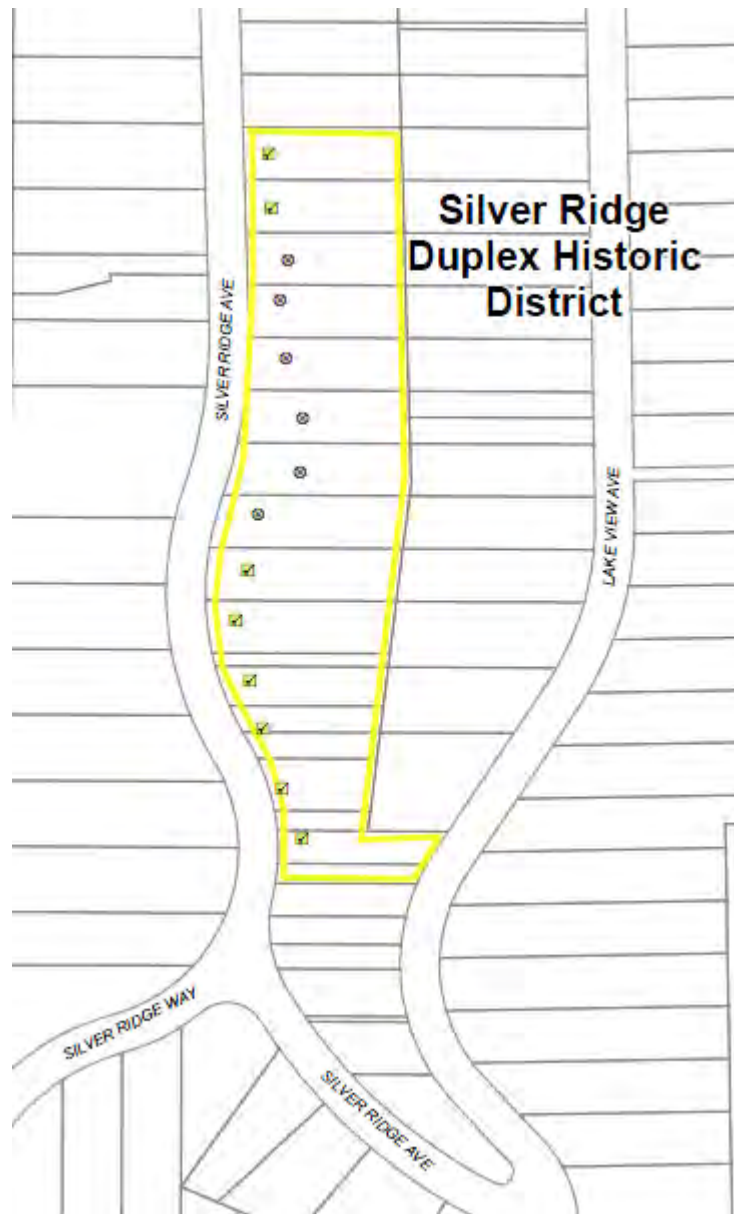 Silver Ridge
Duplex Historic
District
SILVER RIDGE AVE
LAKE VIEW AVE
SILVER RIDGE WAY
SILVER RIDGE AVE